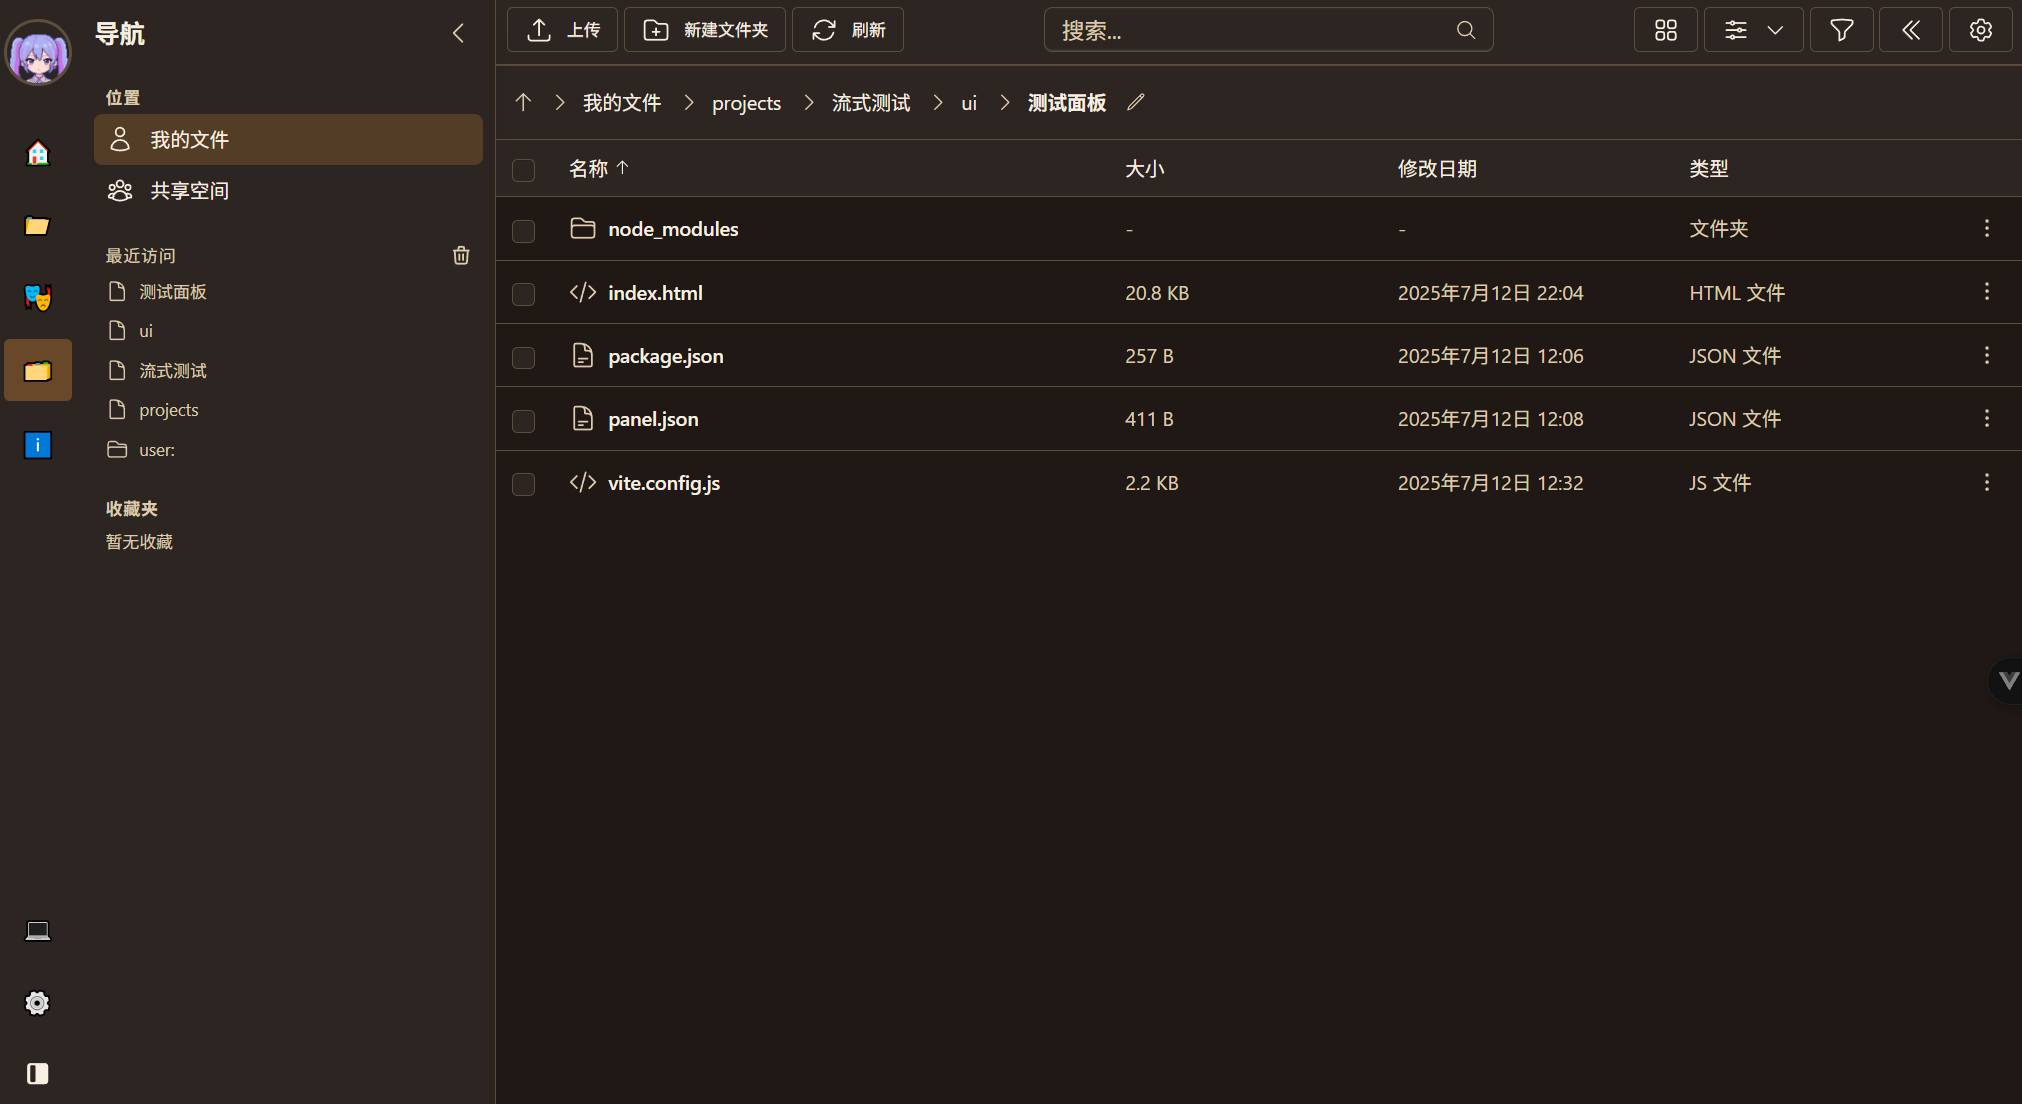 导航
位置
我的文件
共享空间
最近访问
测试面板
ui
流式测试
projects
user:
收藏夹
暂无收藏
上传 新建文件夹 刷新 搜索...
我的文件 projects 流式测试 ui 测试面板
名称 大小 修改日期 类型
node_modules - - 文件夹
index.html 20.8 KB 2025年7月12日 22:04 HTML 文件
package.json 257 B 2025年7月12日 12:06 JSON 文件
panel.json 411 B 2025年7月12日 12:08 JSON 文件
vite.config.js 2.2 KB 2025年7月12日 12:32 JS 文件